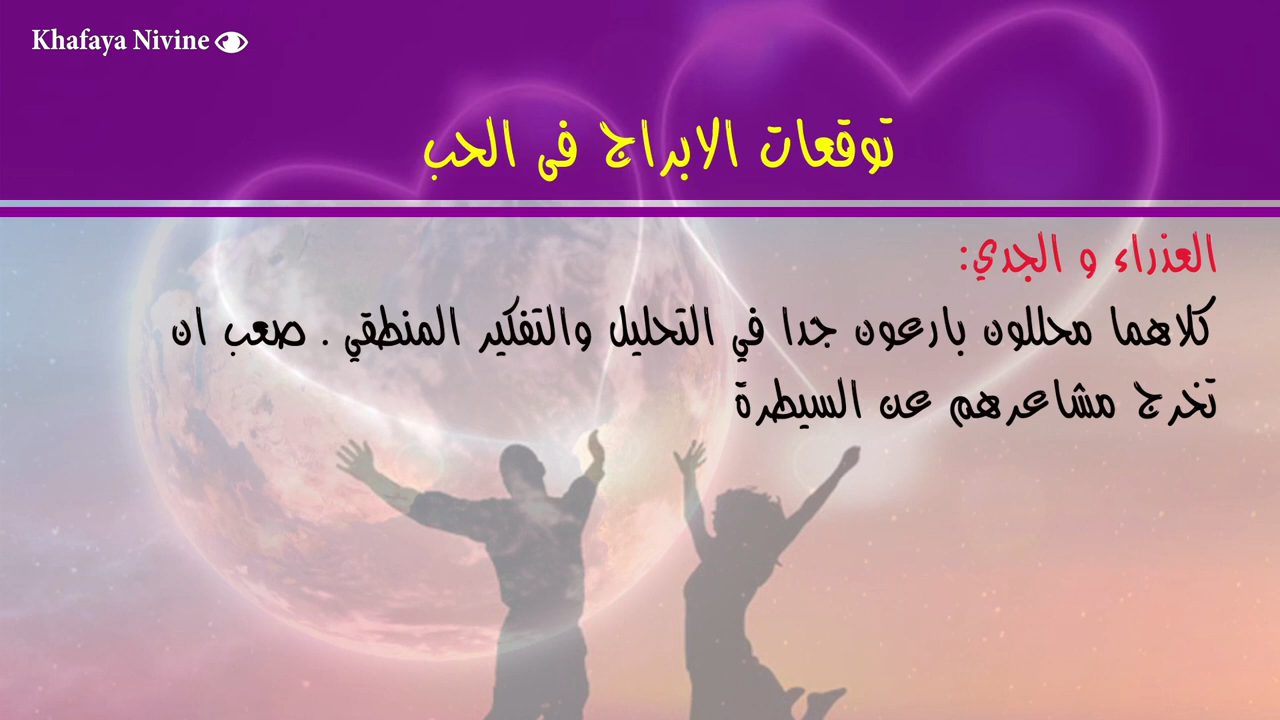 Khafaya Nivine
توقعات الابراج فى الحب
العذراء و الجدي:
كلاهما محللون بارعون جدا في التحليل والتفكير المنطقي . صعب ان
تخرج مشاعرهم عن السيطرة